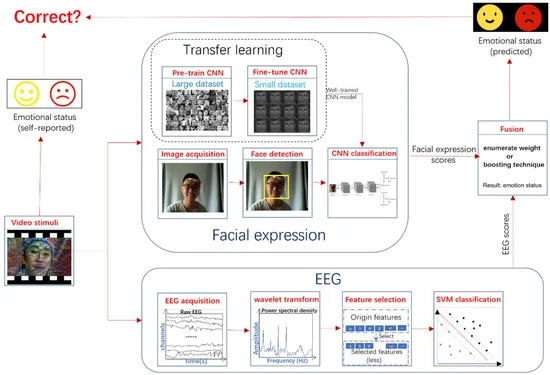 Correct?
Emotional status
(predicted)
Emotional status
(self-reported)
Video stimuli
Transfer learning
Pre-train CNN
Large dataset
Fine-tune CNN
Small dataset
Well-trained
CNN model
Image acquisition
Face detection
CNN classification
Facial expression
Facial expression
scores
Fusion
enumerate weight
or
boosting technique
Result: emotion status
EEG scores
EEG
EEG acquisition
Raw EEG
channels
time(s)
wavelet transform
Power spectral density
Amplitude
Frequency (Hz)
Feature selection
Origin features
Select
Selected features
(less)
SVM classification